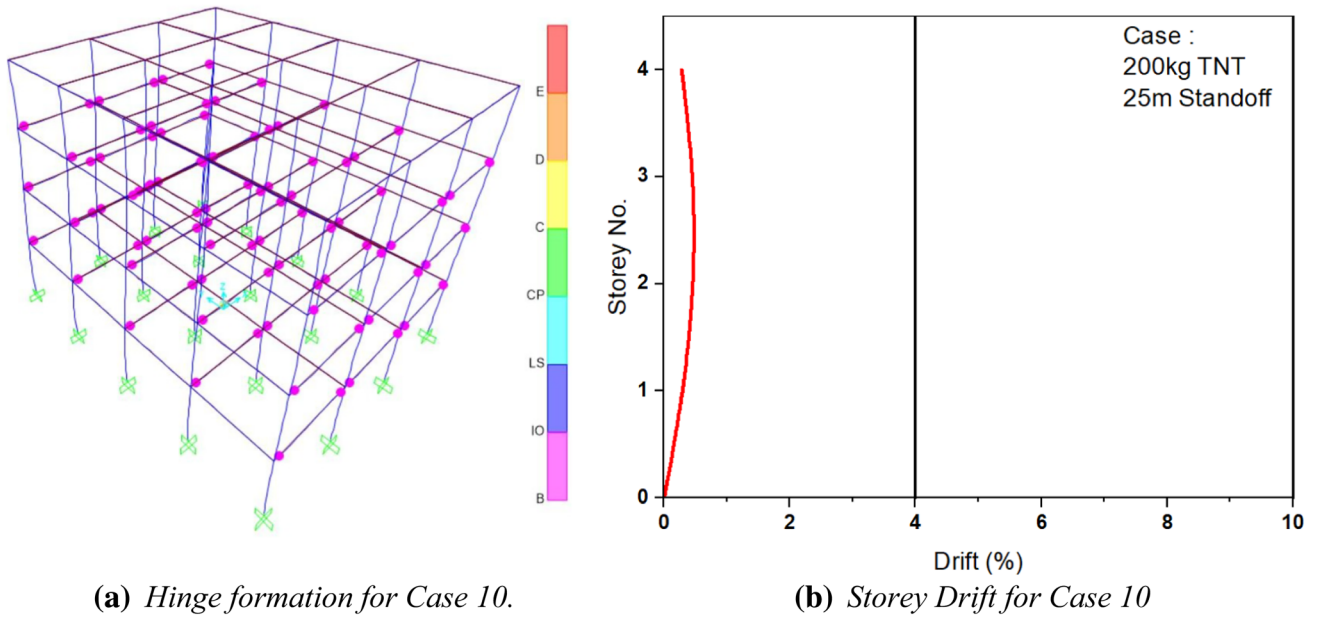 E
D
C
CP
LS
IO
B
Case :
200kg TNT
25m Standoff
4
3
2
1
0
Storey No.
0 2 4 6 8 10
Drift (%)
(a) Hinge formation for Case 10.
(b) Storey Drift for Case 10